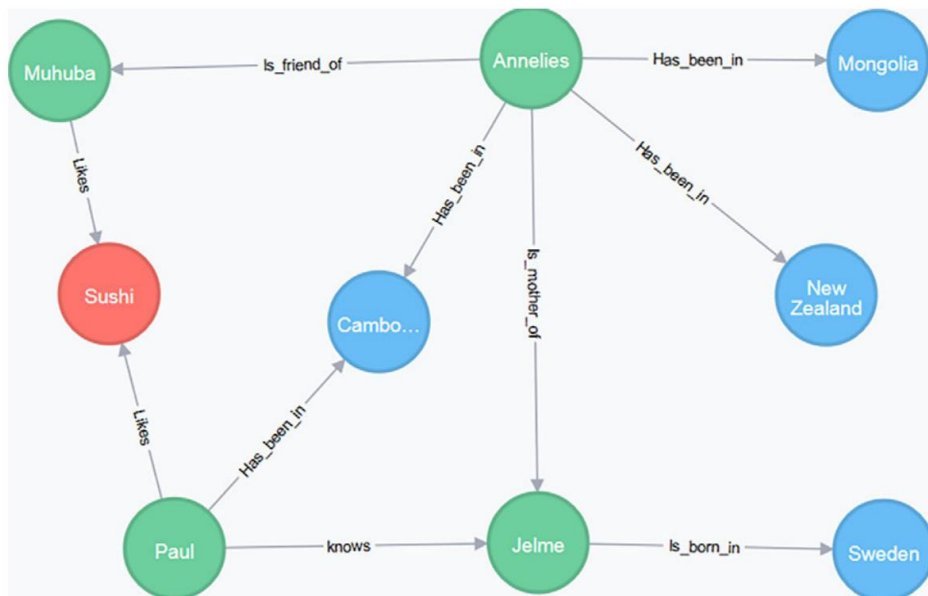 Muhuba
Is_friend_of
Annelies
Has_been_in
Mongolia
Likes
Has_been_in
Has_been_in
Is_mother_of
Sushi
Cambo...
New
Zealand
Likes
Has_been_in
Paul
knows
Jelme
Is_born_in
Sweden